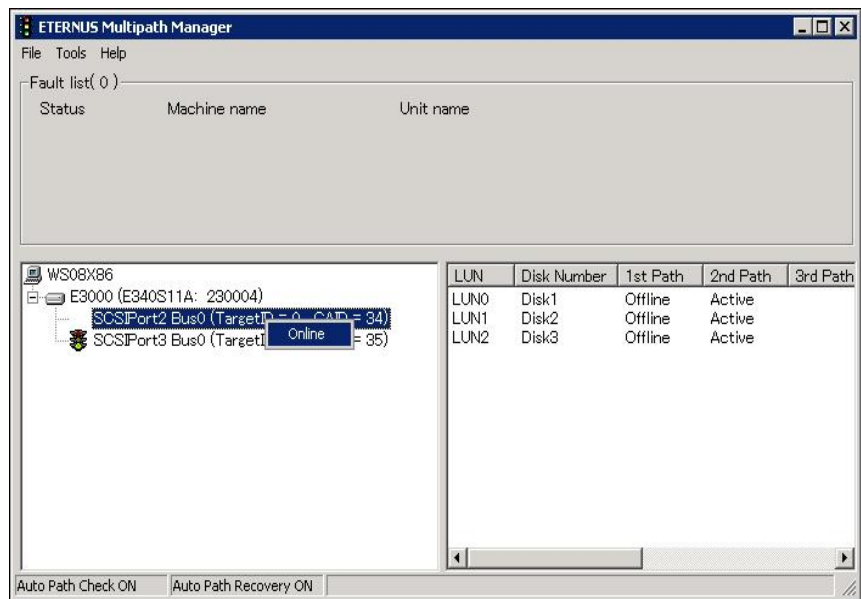 ETERNUS Multipath Manager
File Tools Help
Fault list( 0 )
Status Machine name Unit name
WS08X86
E3000 (E340S11A: 230004)
SCSIPort2 Bus0 (TargetID = 0 CAID = 34)
Online
SCSIPort3 Bus0 (Target = 35)
LUN Disk Number 1st Path 2nd Path 3rd Path
LUN0 Disk1 Offline Active
LUN1 Disk2 Offline Active
LUN2 Disk3 Offline Active
Auto Path Check ON Auto Path Recovery ON